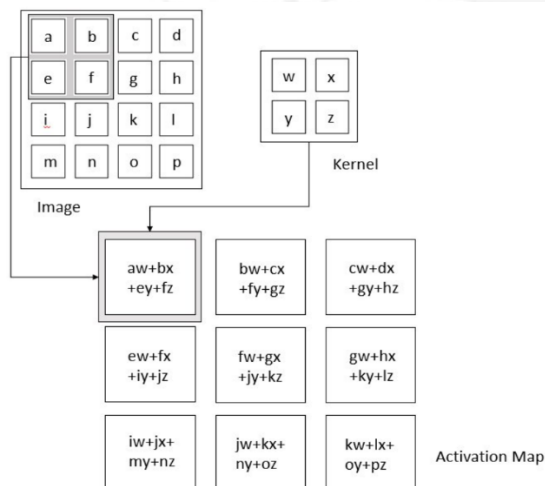 a b c d
e f g h
i j k l
m n o p
Image
w x
y z
Kernel
aw+bx
+ey+fz
bw+cx
+fy+gz
cw+dx
+gy+hz
ew+fx
+iy+jz
fw+gx
+jy+kz
gw+hx
+ky+lz
iw+jx+
my+nz
jw+kx+
ny+oz
kw+lx+
oy+pz
Activation Map